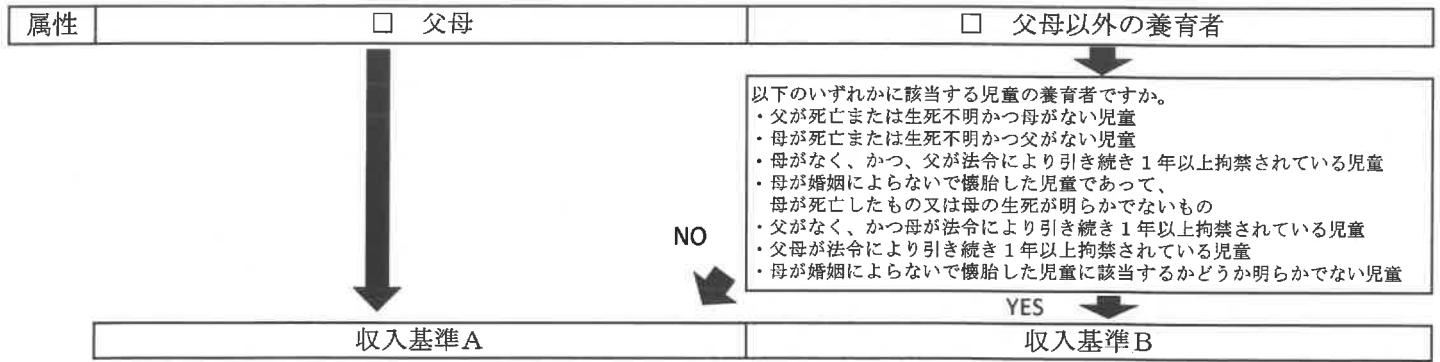 属性 □ 父母 □ 父母以外の養育者
以下のいずれかに該当する児童の養育者ですか。
・父が死亡または生死不明かつ母がない児童
・母が死亡または生死不明かつ父がない児童
・母がなく、かつ、父が法令により引き続き1年以上拘禁されている児童
・母が婚姻によらないで懐胎した児童であって、
母が死亡したもの又は母の生死が明らかでないもの
・父がなく、かつ母が法令により引き続き1年以上拘禁されている児童
・父母が法令により引き続き1年以上拘禁されている児童
・母が婚姻によらないで懐胎した児童に該当するかどうか明らかでない児童
NO
YES
収入基準A 収入基準B